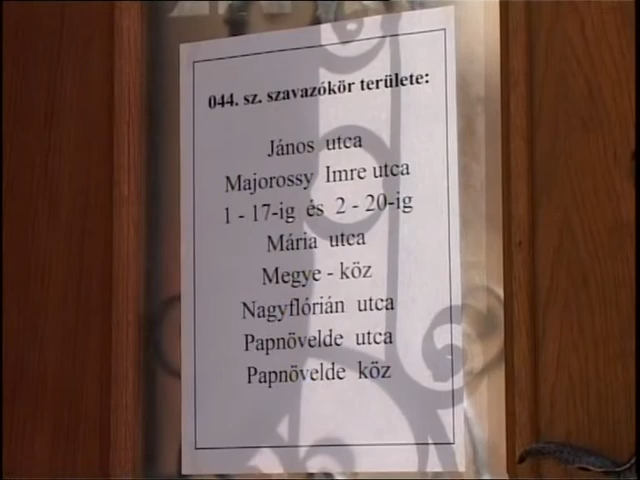 044. sz. szavazókör területe:
János utca
Majorossy Imre utca
1 - 17-ig és 2 - 20-ig
Mária utca
Megye - köz
Nagyflórián utca
Papnövelde utca
Papnövelde köz